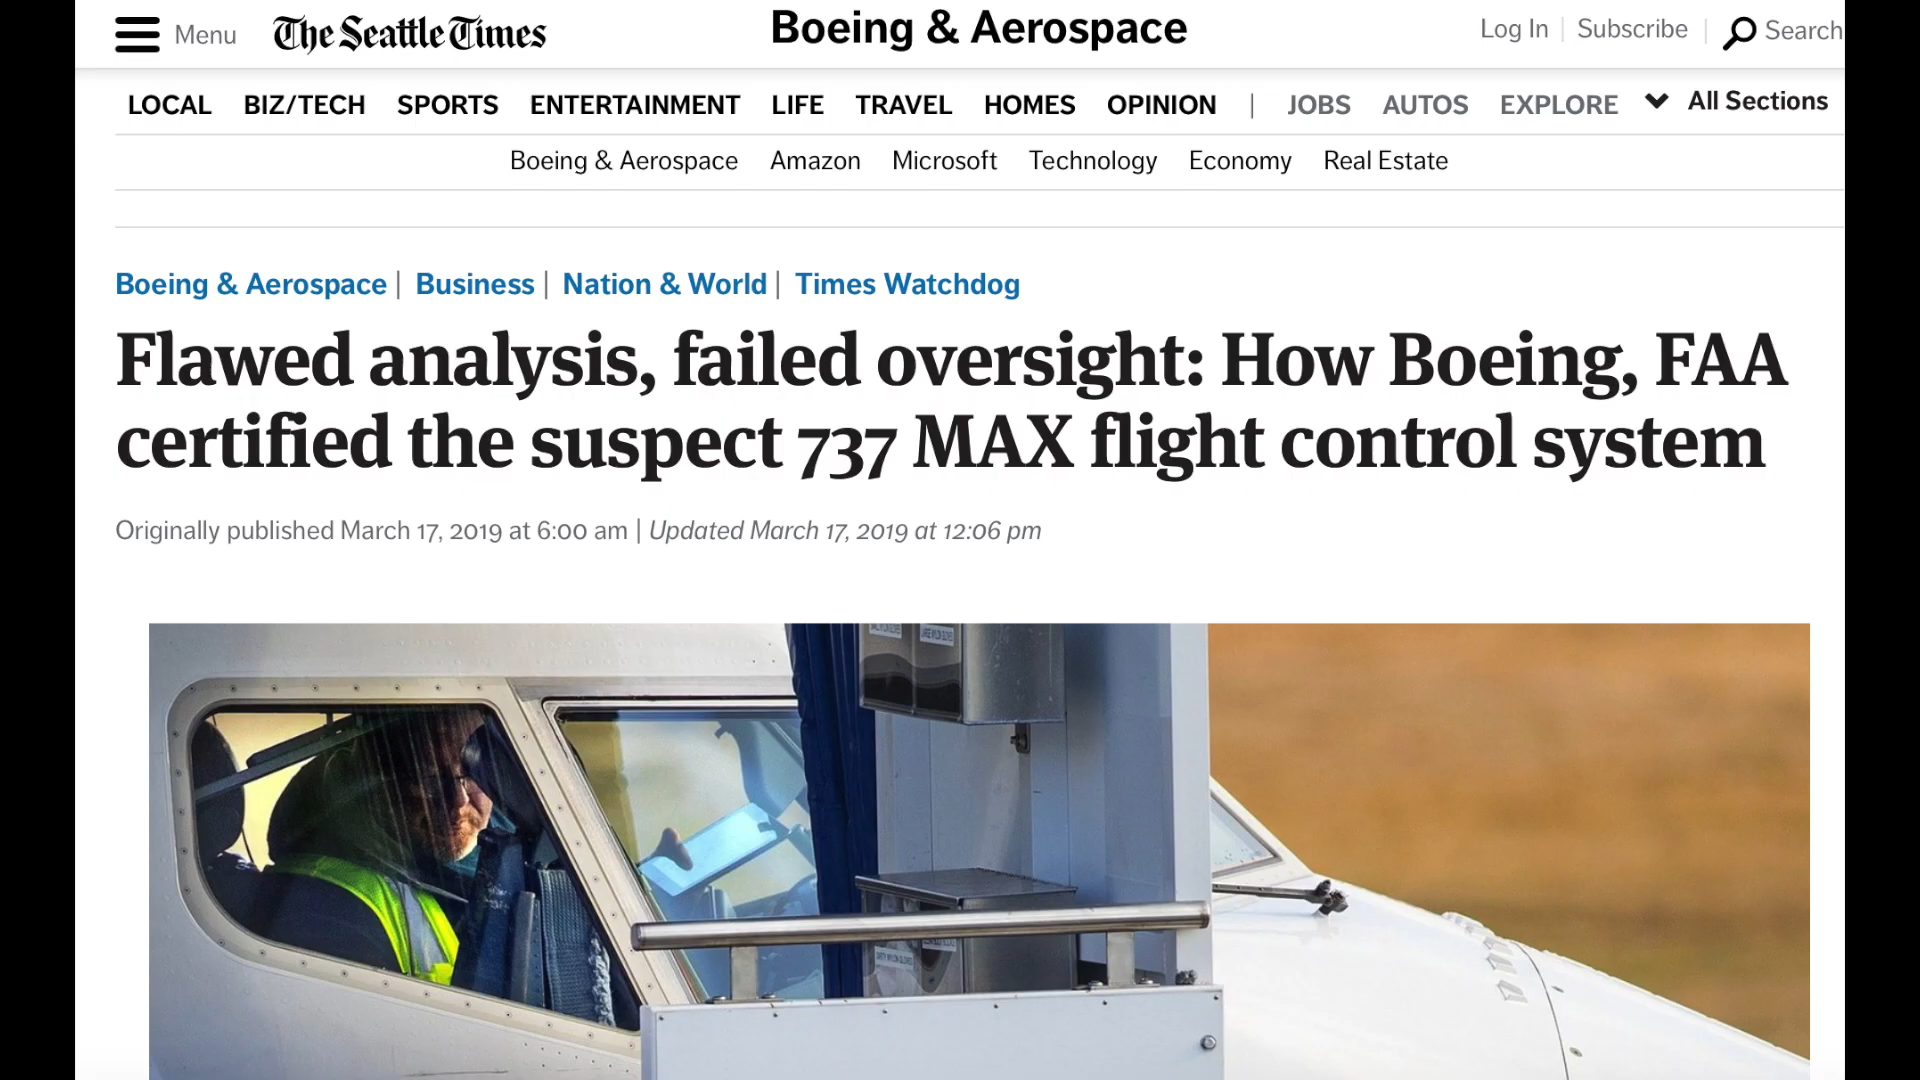 Menu The Seattle Times Boeing & Aerospace Log In | Subscribe | Search
LOCAL BIZ/TECH SPORTS ENTERTAINMENT LIFE TRAVEL HOMES OPINION | JOBS AUTOS EXPLORE All Sections
Boeing & Aerospace Amazon Microsoft Technology Economy Real Estate
Boeing & Aerospace | Business | Nation & World | Times Watchdog
Flawed analysis, failed oversight: How Boeing, FAA
certified the suspect 737 MAX flight control system
Originally published March 17, 2019 at 6:00 am | Updated March 17, 2019 at 12:06 pm